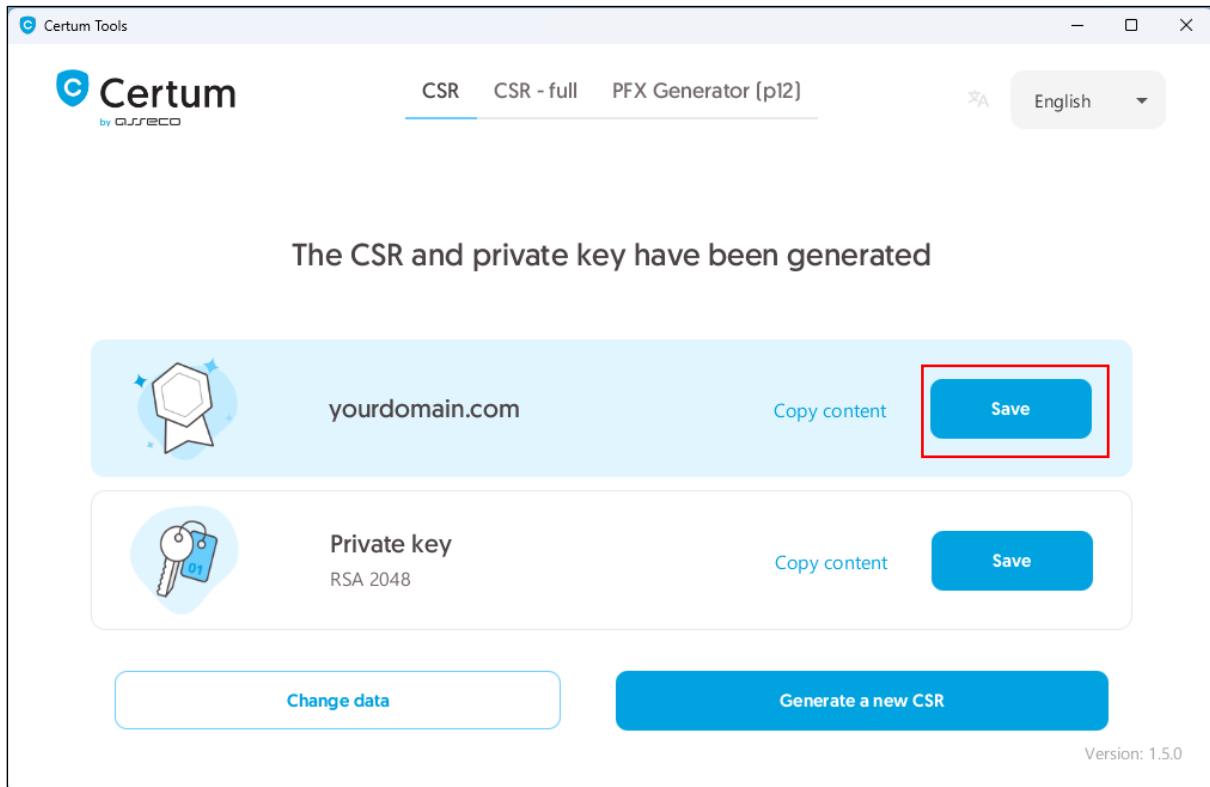 Certum Tools
Certum
by asseco
CSR CSR - full PFX Generator (p12)
English
The CSR and private key have been generated
yourdomain.com
Copy content
Save
Private key
RSA 2048
01
Copy content
Save
Change data
Generate a new CSR
Version: 1.5.0